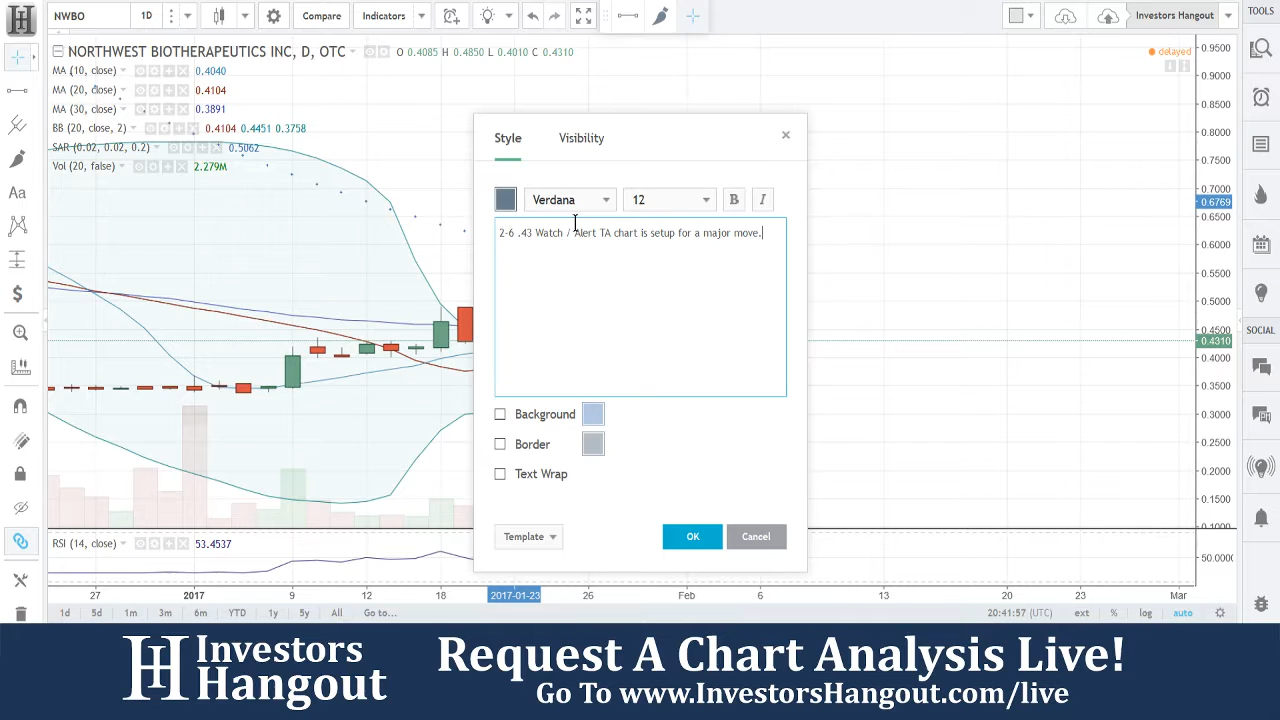 NWBO
1D
Compare
Indicators
Investors Hangout
TOOLS
NORTHWEST BIOTHERAPEUTICS INC, D, OTC
O 0.4085 H 0.4850 L 0.4010 C 0.4310
delayed
MA (10, close) 0.4040
MA (20, close) 0.4104
MA (30, close) 0.3891
BB (20, close, 2) 0.4104 0.4451 0.3758
SAR (0.02, 0.02, 0.2) 0.5062
Vol (20, false) 2.279M
Style
Visibility
×
Verdana
12
B
I
2-6 .43 Watch / Alert TA chart is setup for a major move.
Background
Border
Text Wrap
Template
OK
Cancel
0.9500
0.9000
0.8500
0.8000
0.7500
0.7000
0.6769
0.6500
0.6000
0.5500
0.5000
0.4500
0.4310
0.4000
0.3500
0.3000
0.2500
0.2000
0.1500
0.1000
50.0000
SOCIAL
Aa
$
RSI (14, close) 53.4537
27 2017 9 12 18 2017-01-23 26 Feb 6 13 20 23 Mar
1d 5d 1m 3m 6m YTD 1y 5y All Go to...
20:41:57 (UTC) ext % log auto
IH
Investors
Hangout
Request A Chart Analysis Live!
Go To www.InvestorsHangout.com/live